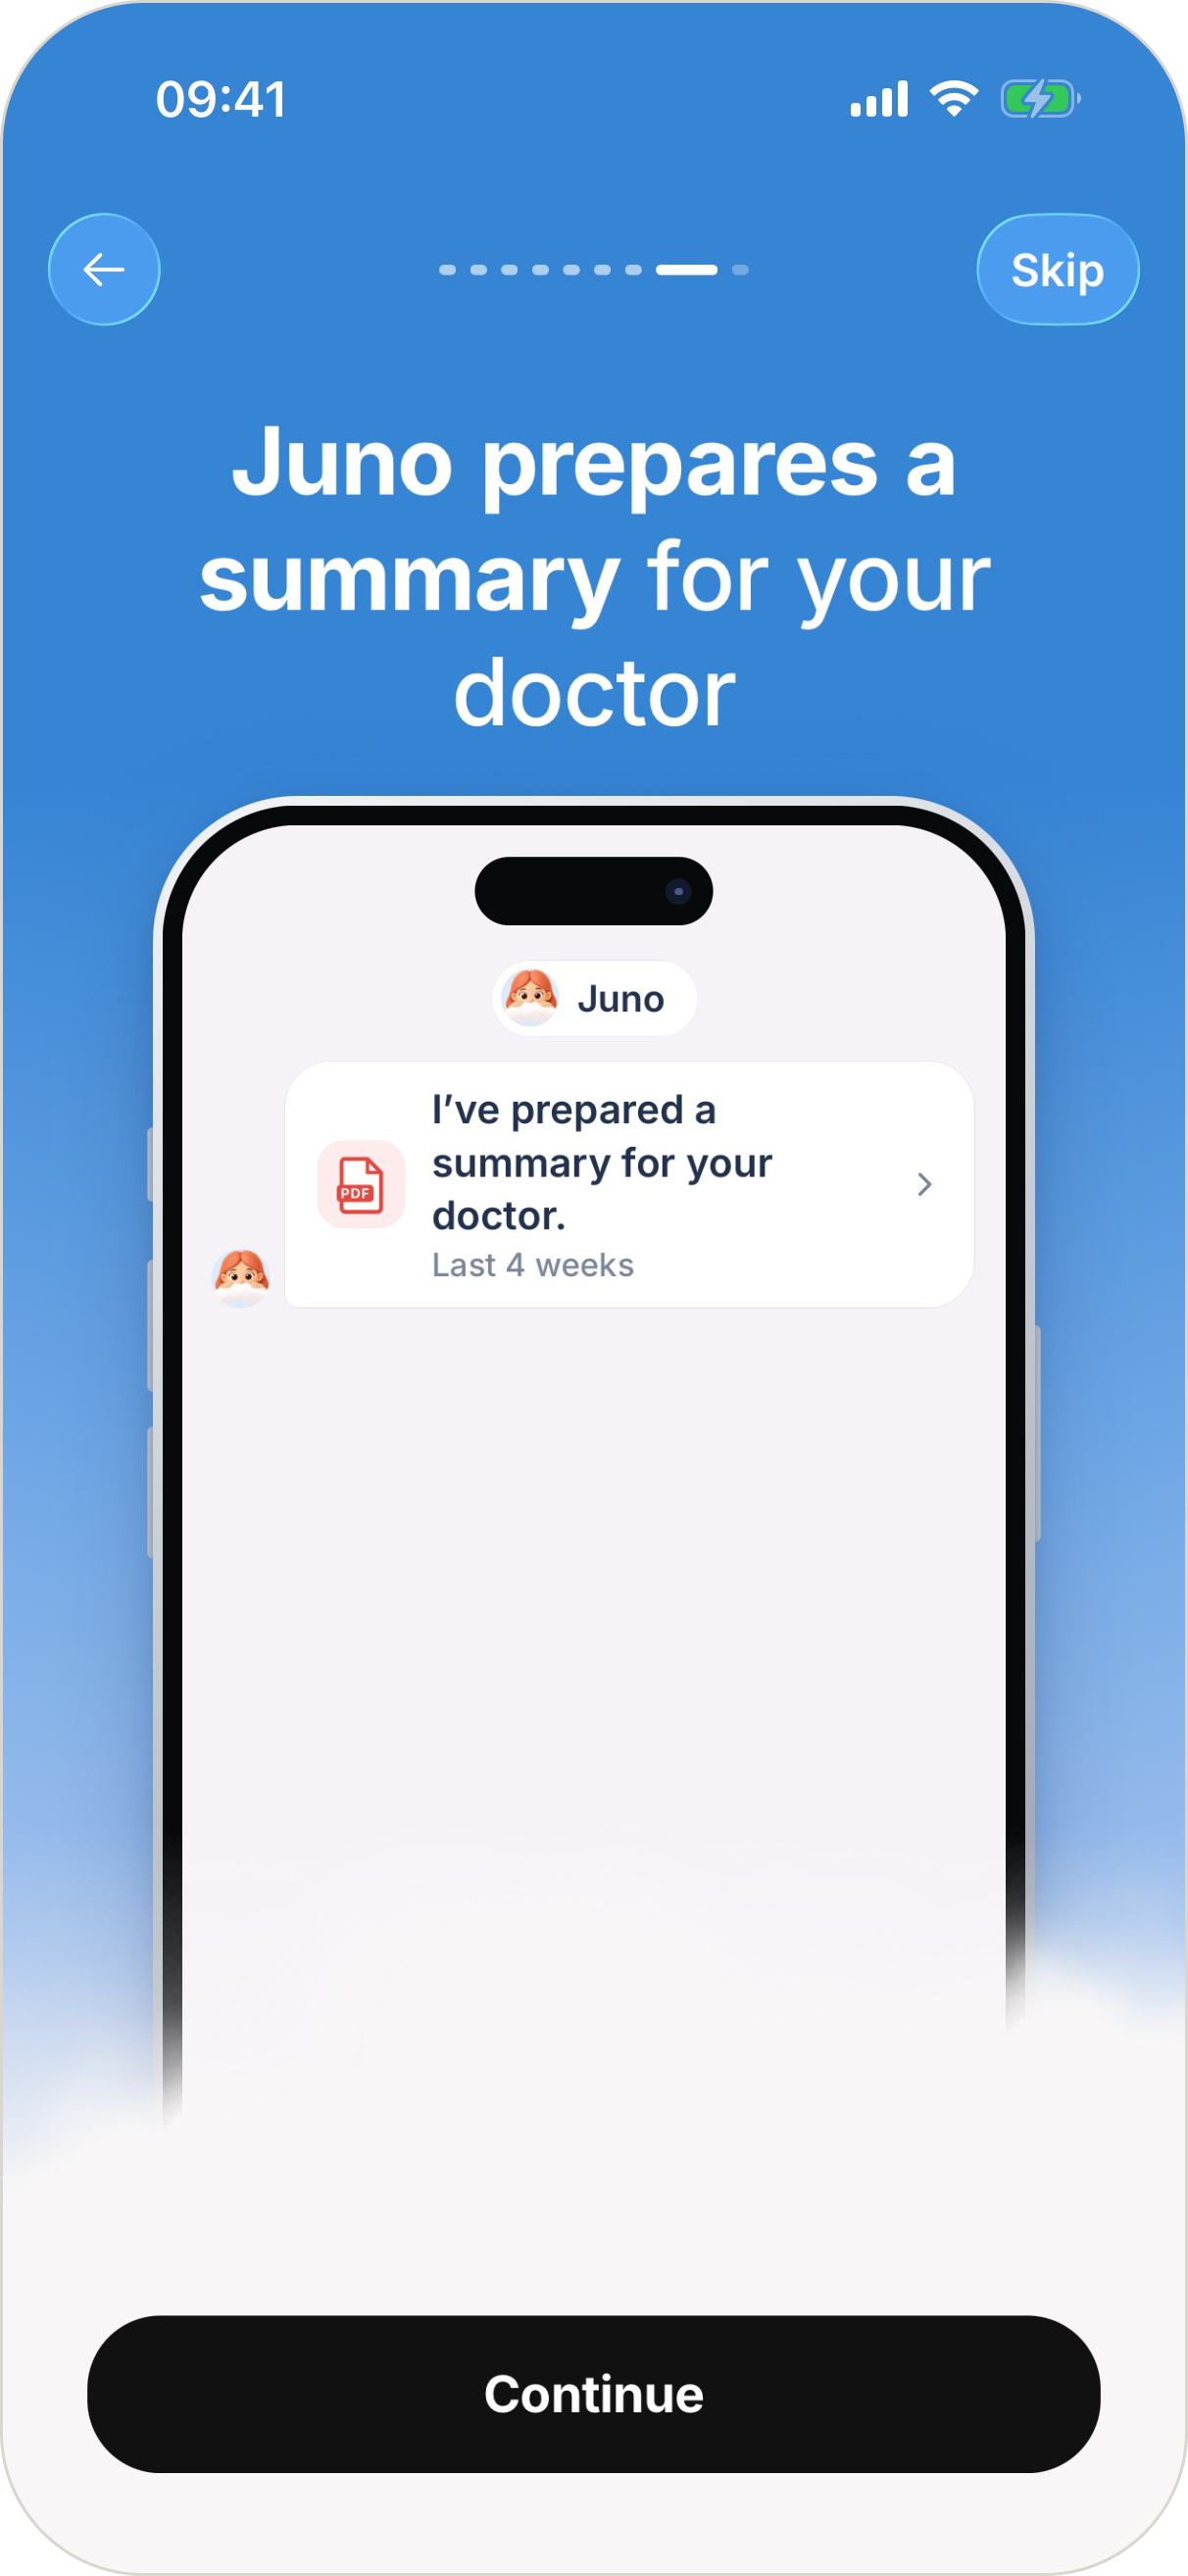 09:41
Skip
Juno prepares a
summary for your
doctor
Juno
I’ve prepared a
summary for your
doctor.
Last 4 weeks
PDF
Continue